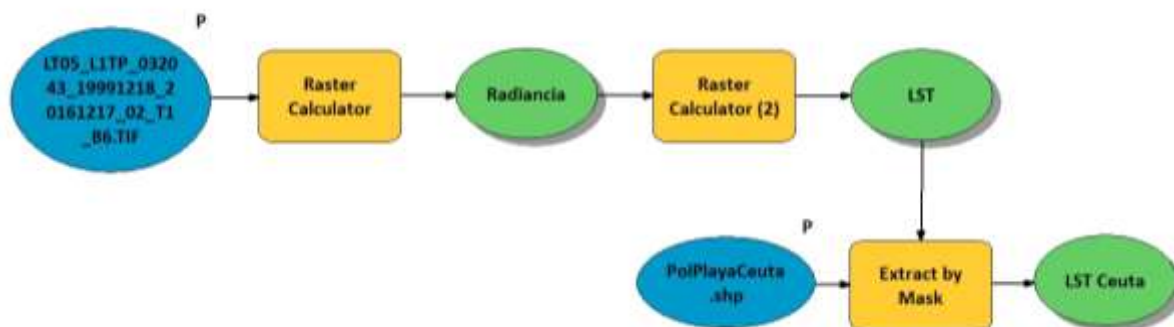 P
LT05_L1TP_0320
43_19991218_2
0161217_02_T1
_B6.TIF
Raster
Calculator
Radiancia
Raster
Calculator (2)
LST
P
PolPlayaCeuta
.shp
Extract by
Mask
LST Ceuta